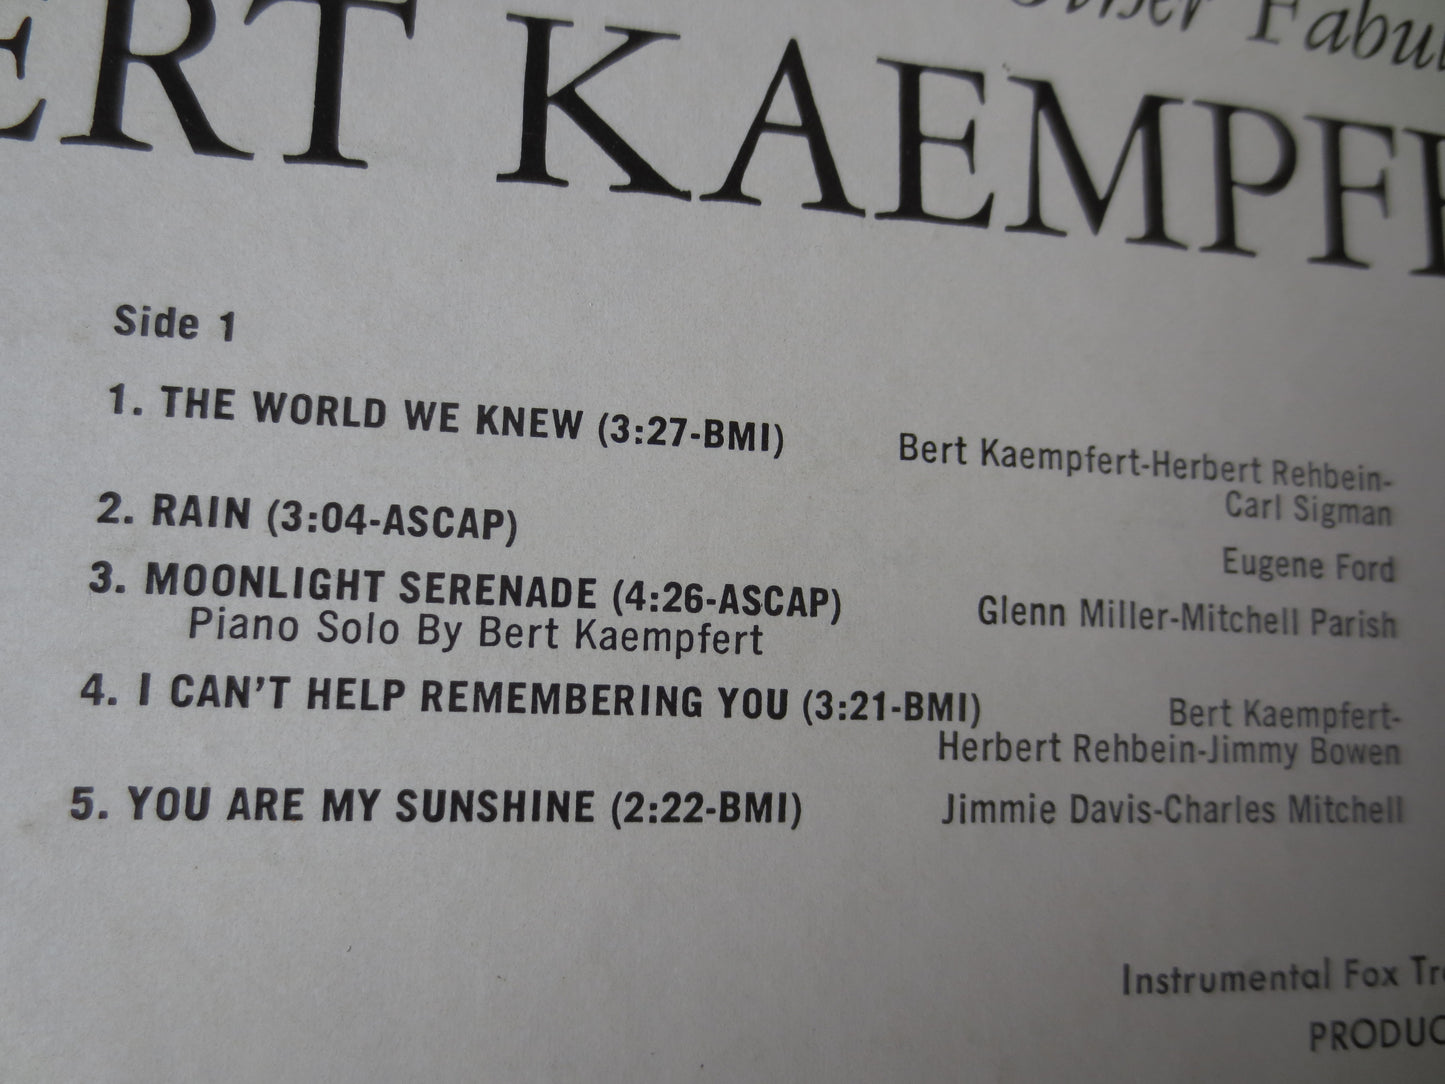 BERT KAEMPF
Side 1
1. THE WORLD WE KNEW (3:27-BMI) Bert Kaempfert-Herbert Rehbein-
Carl Sigman
2. RAIN (3:04-ASCAP) Eugene Ford
3. MOONLIGHT SERENADE (4:26-ASCAP) Glenn Miller-Mitchell Parish
Piano Solo By Bert Kaempfert
4. I CAN'T HELP REMEMBERING YOU (3:21-BMI) Bert Kaempfert-
Herbert Rehbein-Jimmy Bowen
5. YOU ARE MY SUNSHINE (2:22-BMI) Jimmie Davis-Charles Mitchell
Instrumental Fox